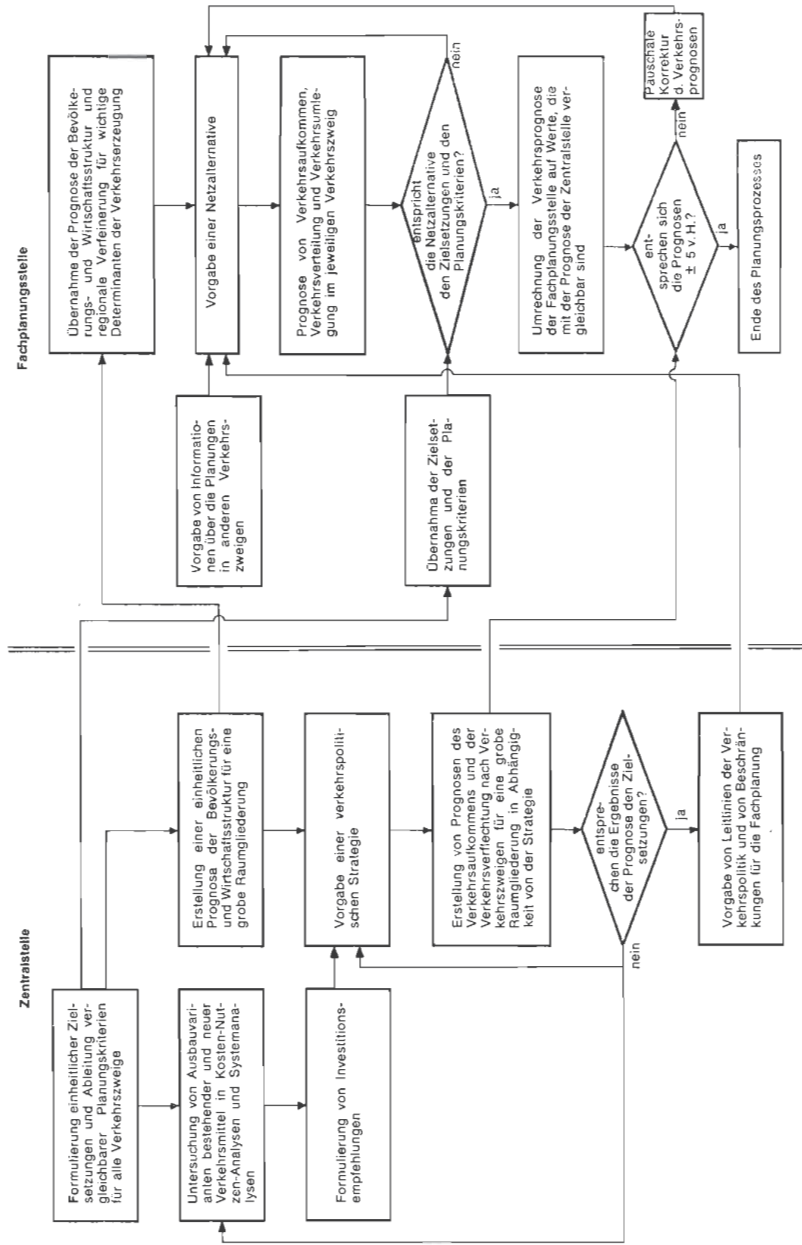 Zentralstelle
Formulierung einheitlicher Ziel-
setzungen und Ableitung ver-
gleichbarer Planungskriterien
für alle Verkehrszweige
Untersuchung von Ausbauvari-
anten bestehender und neuer
Verkehrsmittel in Kosten-Nut-
zen-Analysen und Systemana-
lysen
Formulierung von Investitions-
empfehlungen
Erstellung einer einheitlichen
Prognose der Bevölkerungs-
und Wirtschaftsstruktur für eine
grobe Raumgliederung
Vorgabe einer verkehrspoliti-
schen Strategie
Erstellung von Prognosen des
Verkehrsaufkommens und der
Verkehrsverflechtung nach Ver-
kehrszweigen für eine grobe
Raumgliederung in Abhängig-
keit von der Strategie
entspre-
chen die Ergebnisse
der Prognose den Ziel-
setzungen?
nein
ja
Vorgabe von Leitlinien der Ver-
kehrspolitik und von Beschrän-
kungen für die Fachplanung
Fachplanungsstelle
Vorgabe von Informatio-
nen über die Planungen
in anderen Verkehrs-
zweigen
Übernahme der Zielset-
zungen und der Pla-
nungskriterien
Übernahme der Prognose der Bevölke-
rungs- und Wirtschaftsstruktur und
regionale Verfeinerung für wichtige
Determinanten der Verkehrserzeugung
Vorgabe einer Netzalternative
Prognose von Verkehrsaufkommen,
Verkehrsverteilung und Verkehrsumle-
gung im jeweiligen Verkehrszweig
entspricht
die Netzalternative
den Zielsetzungen und den
Planungskriterien?
nein
ja
Umrechnung der Verkehrsprognose
der Fachplanungsstelle auf Werte, die
mit der Prognose der Zentralstelle ver-
gleichbar sind
ent-
sprechen sich
die Prognosen
± 5 v.H.?
nein
ja
Pauschale
Korrektur
d. Verkehrs-
prognosen
Ende des Planungsprozesses